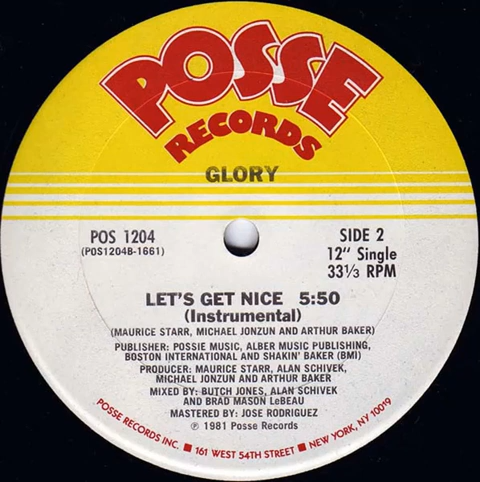 POSSE
RECORDS
GLORY
POS 1204
(POS1204B-1661)
SIDE 2
12" Single
33⅓ RPM
LET'S GET NICE 5:50
(Instrumental)
(MAURICE STARR, MICHAEL JONZUN AND ARTHUR BAKER)
PUBLISHER: POSSIE MUSIC, ALBER MUSIC PUBLISHING,
BOSTON INTERNATIONAL AND SHAKIN' BAKER (BMI)
PRODUCER: MAURICE STARR, ALAN SCHIVEK,
MICHAEL JONZUN AND ARTHUR BAKER
MIXED BY: BUTCH JONES, ALAN SCHIVEK
AND BRAD MASON LeBEAU
MASTERED BY: JOSE RODRIGUEZ
℗ 1981 Posse Records
POSSE RECORDS INC. ■ 161 WEST 54TH STREET ■ NEW YORK, NY 10019